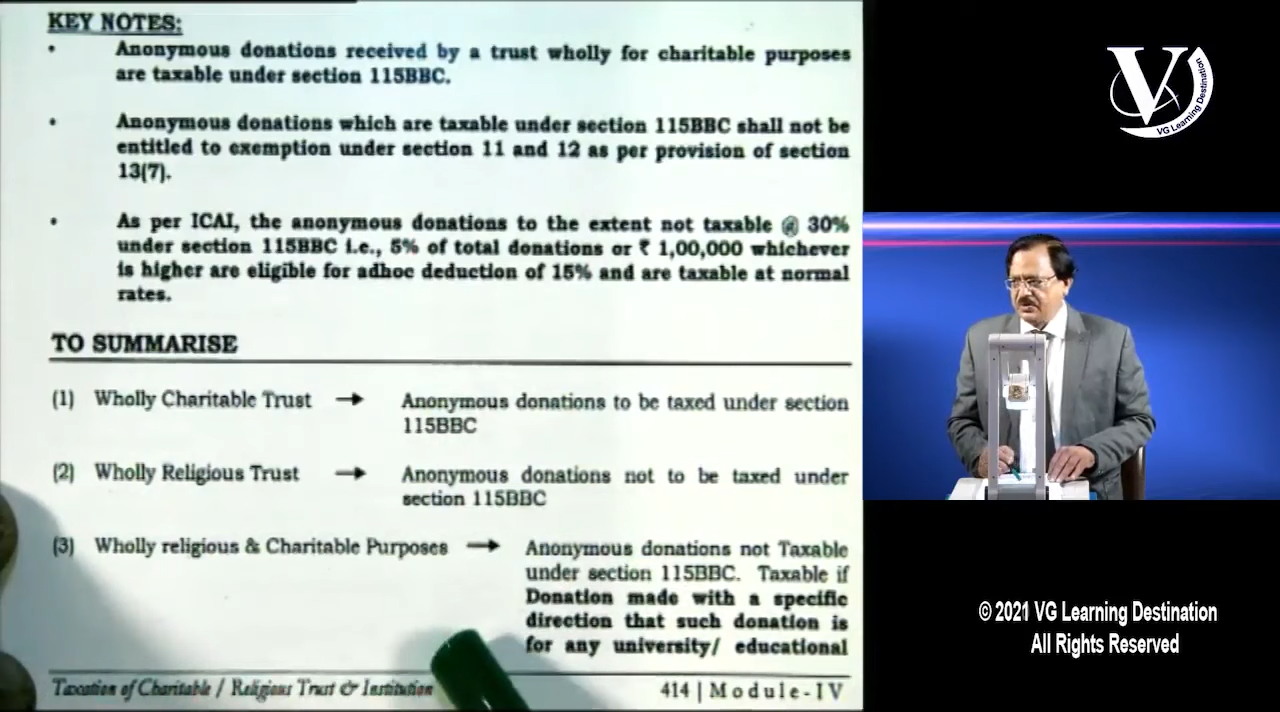 KEY NOTES:
• Anonymous donations received by a trust wholly for charitable purposes
are taxable under section 115BBC.
• Anonymous donations which are taxable under section 115BBC shall not be
entitled to exemption under section 11 and 12 as per provision of section
13(7).
• As per ICAI, the anonymous donations to the extent not taxable @ 30%
under section 115BBC i.e., 5% of total donations or ₹ 1,00,000 whichever
is higher are eligible for adhoc deduction of 15% and are taxable at normal
rates.
TO SUMMARISE
(1) Wholly Charitable Trust → Anonymous donations to be taxed under section
115BBC
(2) Wholly Religious Trust → Anonymous donations not to be taxed under
section 115BBC
(3) Wholly religious & Charitable Purposes → Anonymous donations not Taxable
under section 115BBC. Taxable if
Donation made with a specific
direction that such donation is
for any university/ educational
Taxation of Charitable / Religious Trust & Institution 414 | Module-IV
V
VG Learning Destination
© 2021 VG Learning Destination
All Rights Reserved